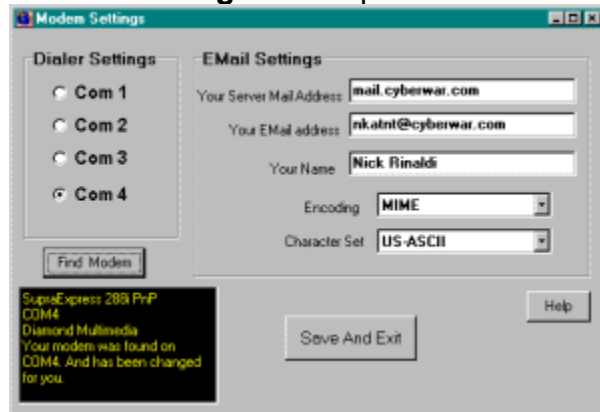 Modem Settings
Dialer Settings
Com 1
Com 2
Com 3
Com 4
Find Modem
EMail Settings
Your Server Mail Address mail.cyberwar.com
Your EMail address nkatnt@cyberwar.com
Your Name Nick Rinaldi
Encoding MIME
Character Set US-ASCII
SupraExpress 288i PnP
COM4
Diamond Multimedia
Your modem was found on
COM4. And has been changed
for you.
Save And Exit
Help